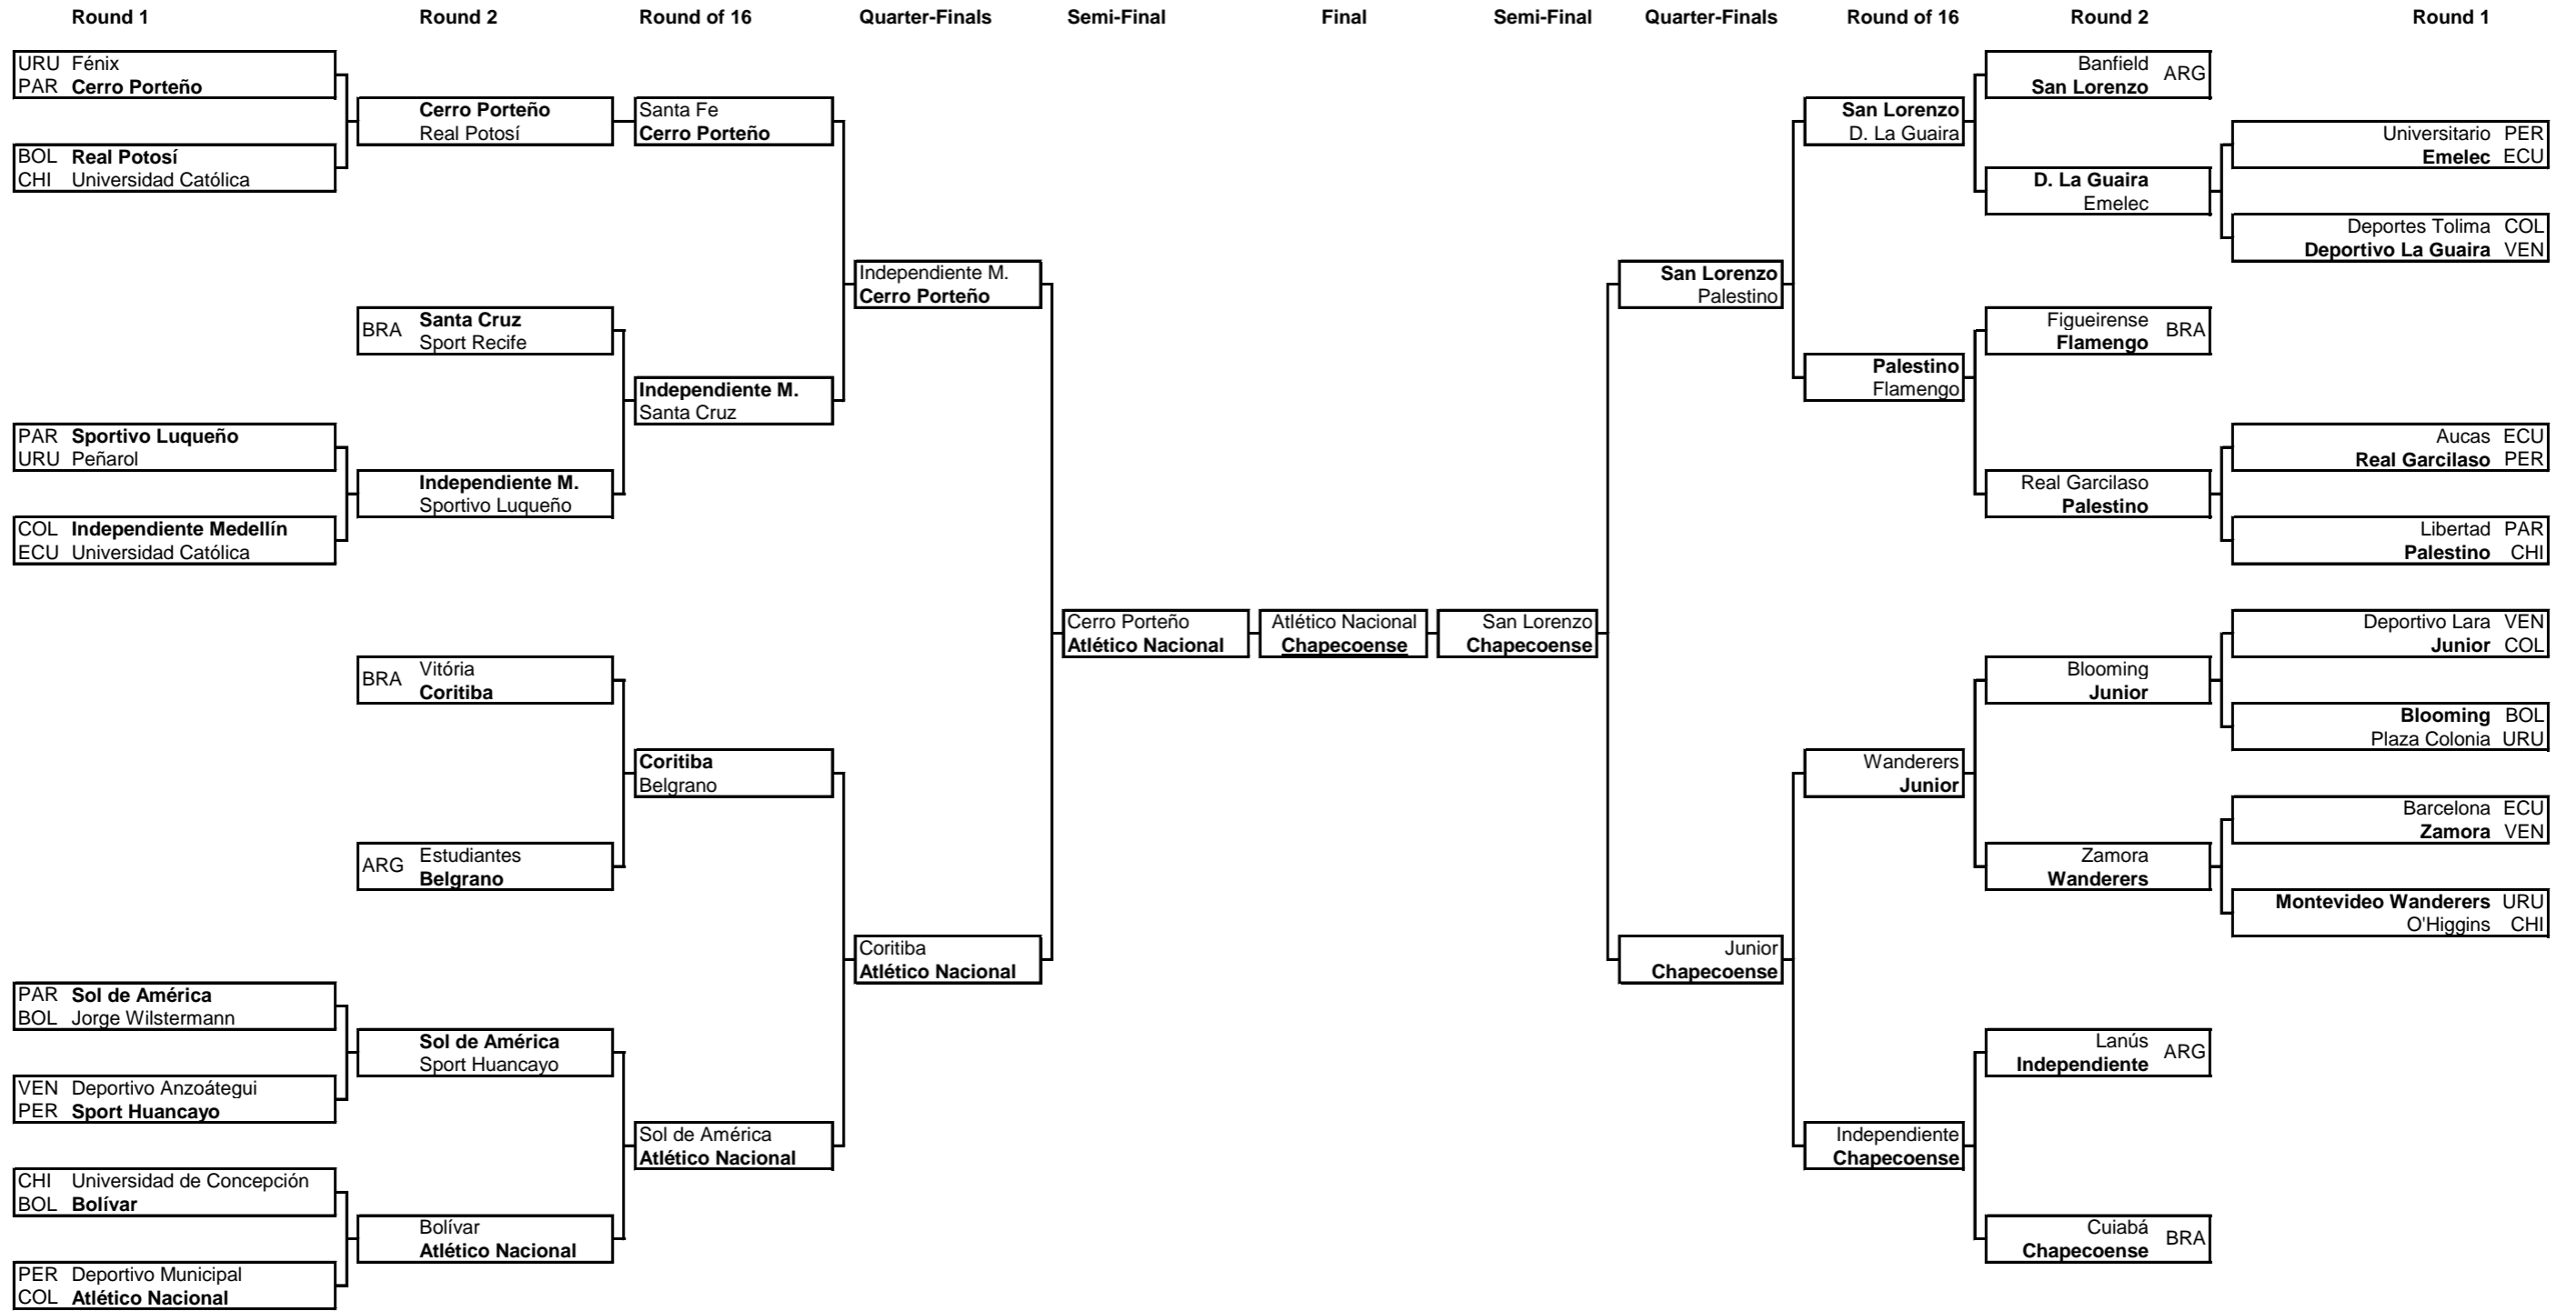 Round 1 Round 2 Round of 16 Quarter-Finals Semi-Final Final Semi-Final Quarter-Finals Round of 16 Round 2 Round 1
URU Fénix
PAR Cerro Porteño
BOL Real Potosí
CHI Universidad Católica
PAR Sportivo Luqueño
URU Peñarol
COL Independiente Medellín
ECU Universidad Católica
PAR Sol de América
BOL Jorge Wilstermann
VEN Deportivo Anzoátegui
PER Sport Huancayo
CHI Universidad de Concepción
BOL Bolívar
PER Deportivo Municipal
COL Atlético Nacional
Cerro Porteño
Real Potosí
BRA
Santa Cruz
Sport Recife
Independiente M.
Sportivo Luqueño
BRA
Vitória
Coritiba
ARG
Estudiantes
Belgrano
Sol de América
Sport Huancayo
Bolívar
Atlético Nacional
Santa Fe
Cerro Porteño
Independiente M.
Santa Cruz
Coritiba
Belgrano
Sol de América
Atlético Nacional
Independiente M.
Cerro Porteño
Coritiba
Atlético Nacional
Cerro Porteño
Atlético Nacional
Atlético Nacional
Chapecoense
San Lorenzo
Chapecoense
San Lorenzo
Palestino
Junior
Chapecoense
San Lorenzo
D. La Guaira
Palestino
Flamengo
Wanderers
Junior
Independiente
Chapecoense
Banfield
San Lorenzo
ARG
D. La Guaira
Emelec
Figueirense
Flamengo
BRA
Real Garcilaso
Palestino
Blooming
Junior
Zamora
Wanderers
Lanús
Independiente
ARG
Cuiabá
Chapecoense
BRA
Universitario PER
Emelec ECU
Deportes Tolima COL
Deportivo La Guaira VEN
Aucas ECU
Real Garcilaso PER
Libertad PAR
Palestino CHI
Deportivo Lara VEN
Junior COL
Blooming BOL
Plaza Colonia URU
Barcelona ECU
Zamora VEN
Montevideo Wanderers URU
O'Higgins CHI